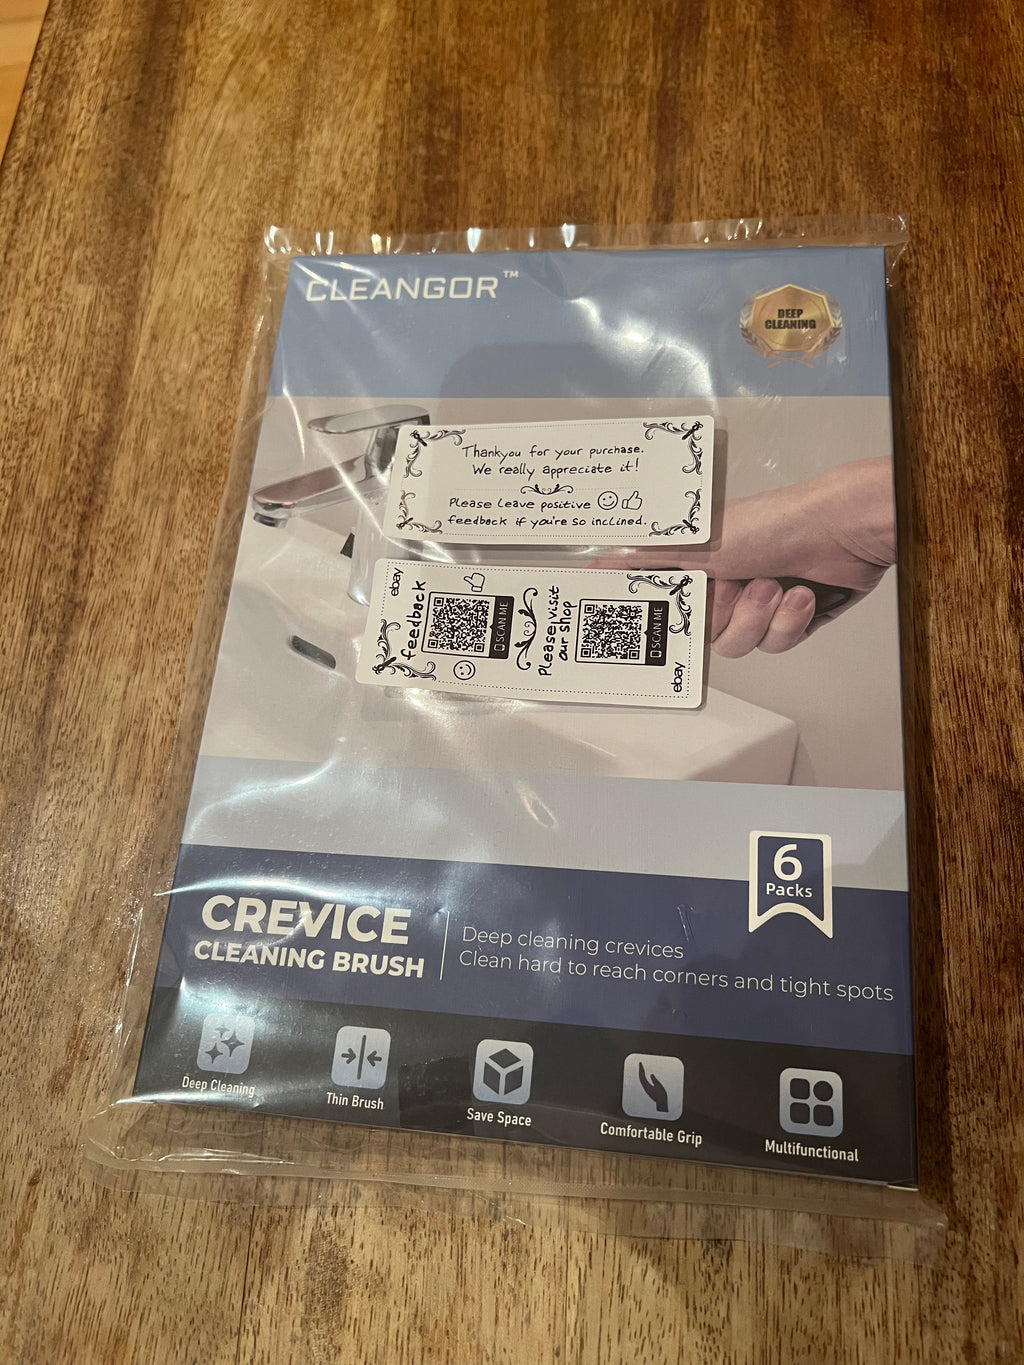 CLEANGOR™
DEEP
CLEANING
Thankyou for your purchase.
We really appreciate it!
Please leave positive
feedback if you're so inclined.
ebay
feedback
SCAN ME
Please visit
our shop
SCAN ME
ebay
6
Packs
CREVICE
CLEANING BRUSH
Deep cleaning crevices
Clean hard to reach corners and tight spots
Deep Cleaning
Thin Brush
Save Space
Comfortable Grip
Multifunctional